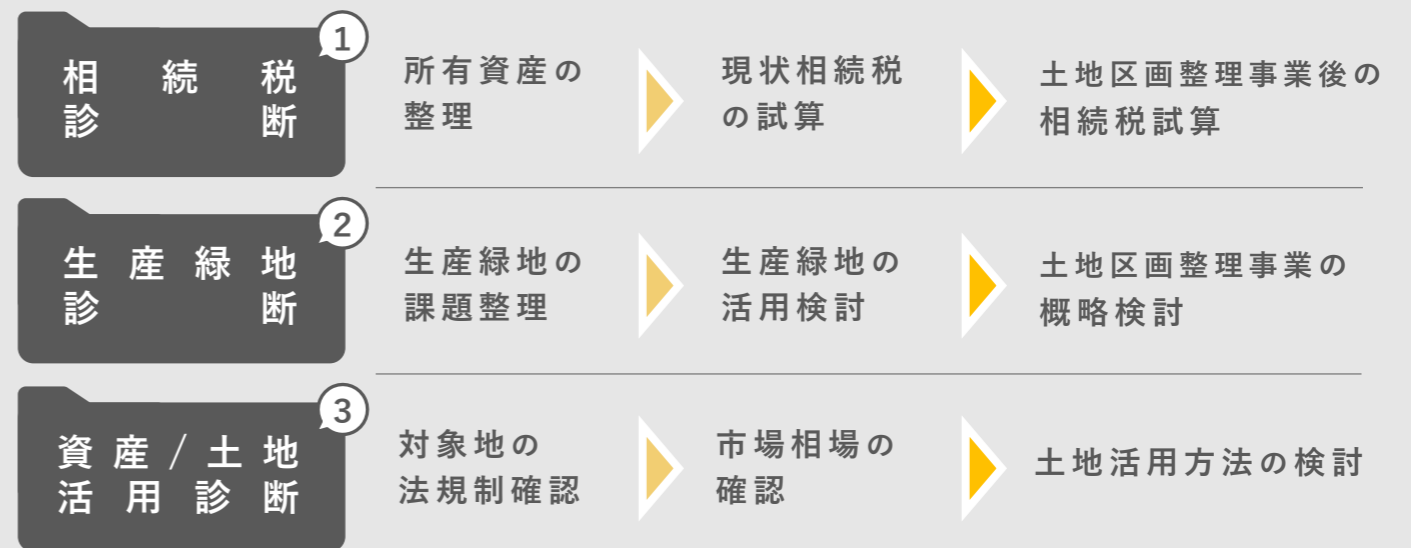 1
相続税
診断
所有資産の
整理
現状相続税
の試算
土地区画整理事業後の
相続税試算
2
生産緑地
診断
生産緑地の
課題整理
生産緑地の
活用検討
土地区画整理事業の
概略検討
3
資産/土地
活用診断
対象地の
法規制確認
市場相場の
確認
土地活用方法の検討